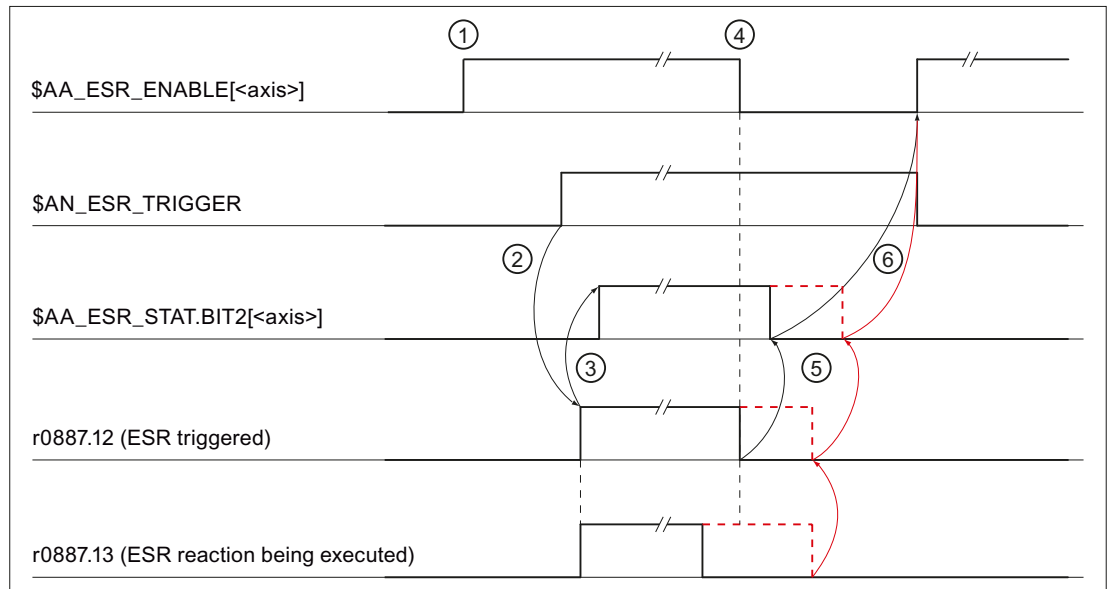 ① ④
$AA_ESR_ENABLE[<axis>]
$AN_ESR_TRIGGER
② ⑥
$AA_ESR_STAT.BIT2[<axis>]
③ ⑤
r0887.12 (ESR triggered)
r0887.13 (ESR reaction being executed)